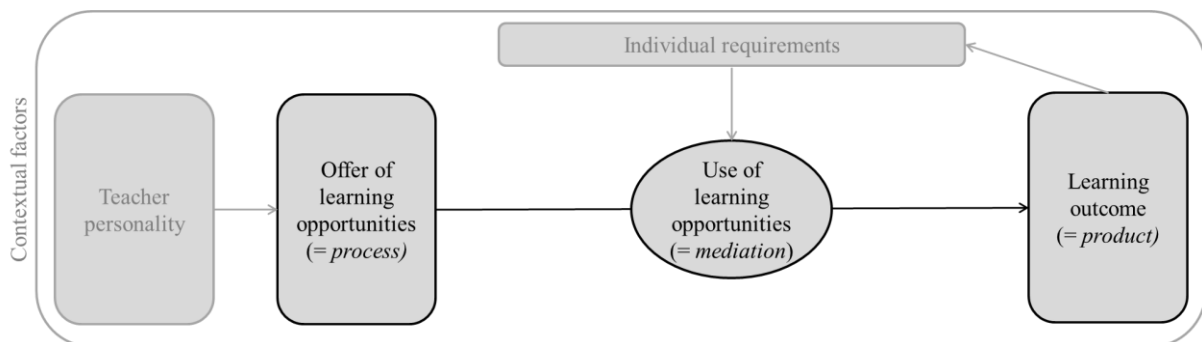 Contextual factors
Individual requirements
Teacher
personality
Offer of
learning
opportunities
(= process)
Use of
learning
opportunities
(= mediation)
Learning
outcome
(= product)